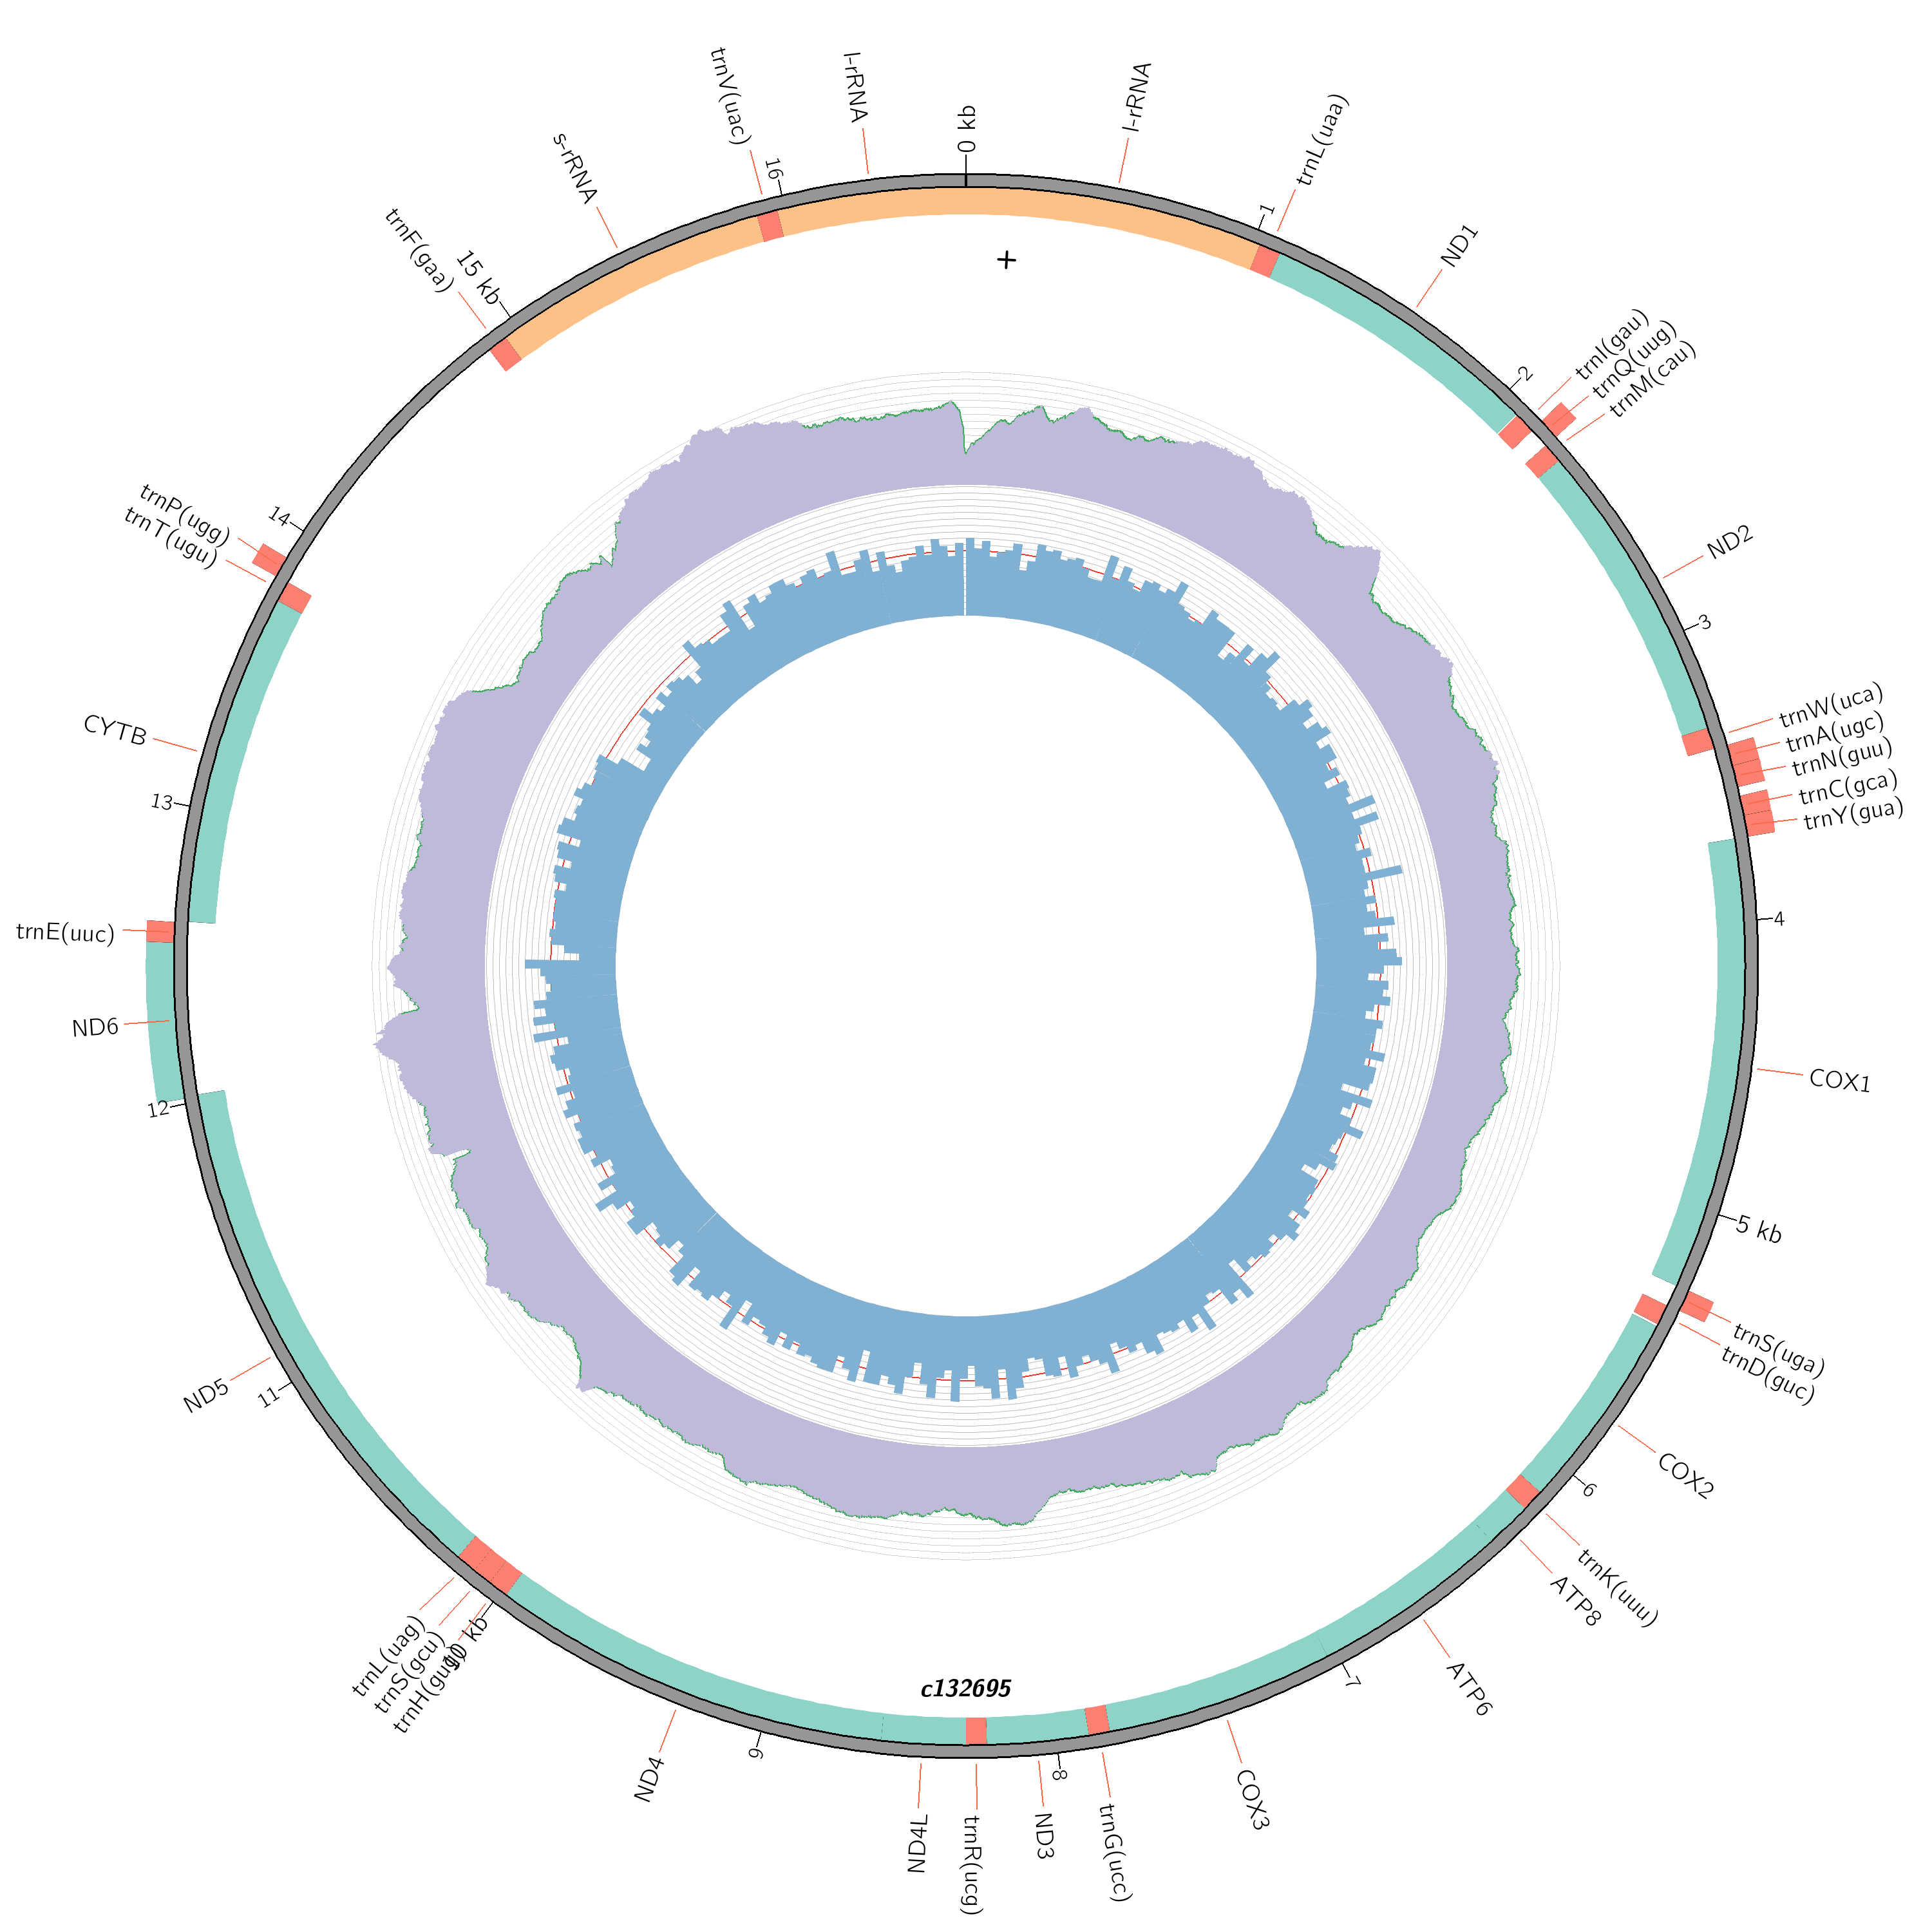 0 kb
l-rRNA
trnL(uaa)
1
ND1
2
trnI(gau)
trnQ(uug)
trnM(cau)
ND2
3
trnW(uca)
trnA(ugc)
trnN(guu)
trnC(gca)
trnY(gua)
4
COX1
5 kb
trnS(uga)
trnD(guc)
COX2
6
trnK(uuu)
ATP8
ATP6
7
COX3
trnG(ucc)
8
ND3
trnR(ucg)
ND4L
c132695
9
ND4
10 kb
trnH(gug)
trnS(gcu)
trnL(uag)
11
ND5
12
ND6
trnE(uuc)
13
CYTB
trnT(ugu)
trnP(ugg)
14
trnF(gaa)
15 kb
s-rRNA
trnV(uac)
16
l-rRNA
+